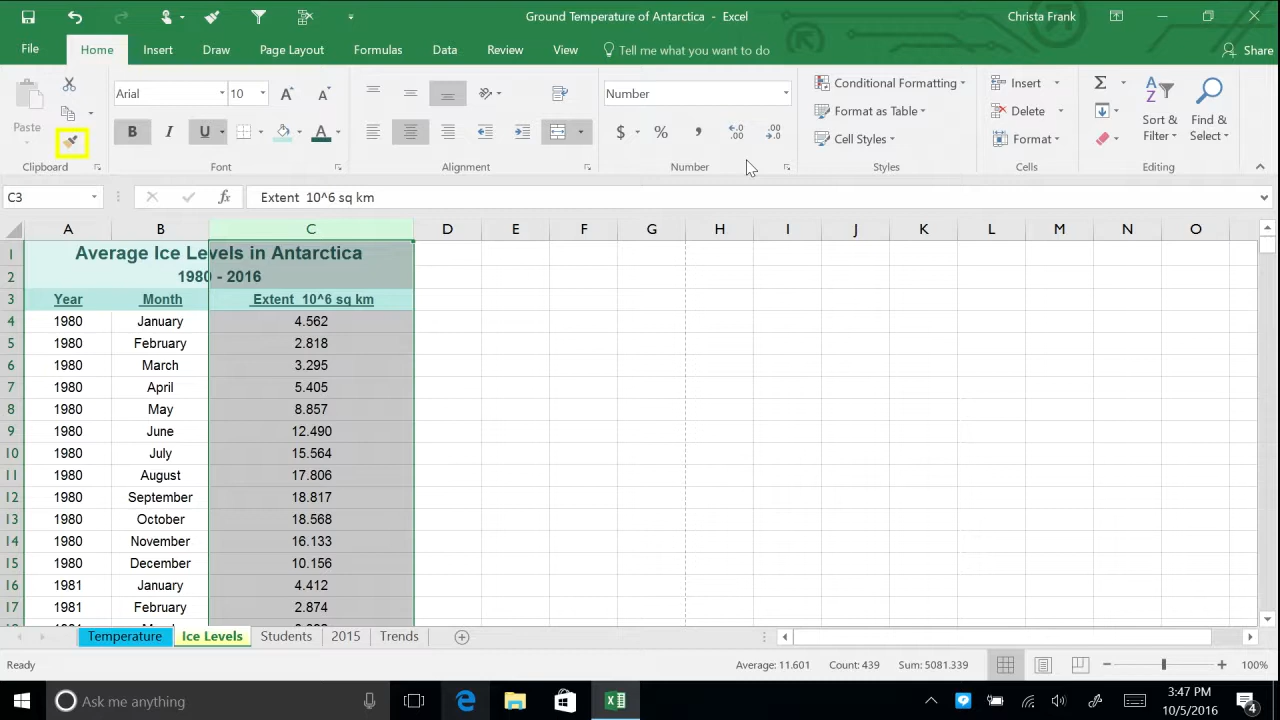 Ground Temperature of Antarctica - Excel
Christa Frank
File Home Insert Draw Page Layout Formulas Data Review View Tell me what you want to do Share
Paste
Clipboard
Arial 10
B I U
Font
Alignment
Number
$ % ,
Number
Conditional Formatting
Format as Table
Cell Styles
Styles
Insert
Delete
Format
Cells
Sort & Filter
Find & Select
Editing
C3 fx Extent 10^6 sq km
A B C D E F G H I J K L M N O
1 Average Ice Levels in Antarctica
2 1980 - 2016
3 Year Month Extent 10^6 sq km
4 1980 January 4.562
5 1980 February 2.818
6 1980 March 3.295
7 1980 April 5.405
8 1980 May 8.857
9 1980 June 12.490
10 1980 July 15.564
11 1980 August 17.806
12 1980 September 18.817
13 1980 October 18.568
14 1980 November 16.133
15 1980 December 10.156
16 1981 January 4.412
17 1981 February 2.874
Temperature Ice Levels Students 2015 Trends
Ready Average: 11.601 Count: 439 Sum: 5081.339 100%
Ask me anything
3:47 PM
10/5/2016
4